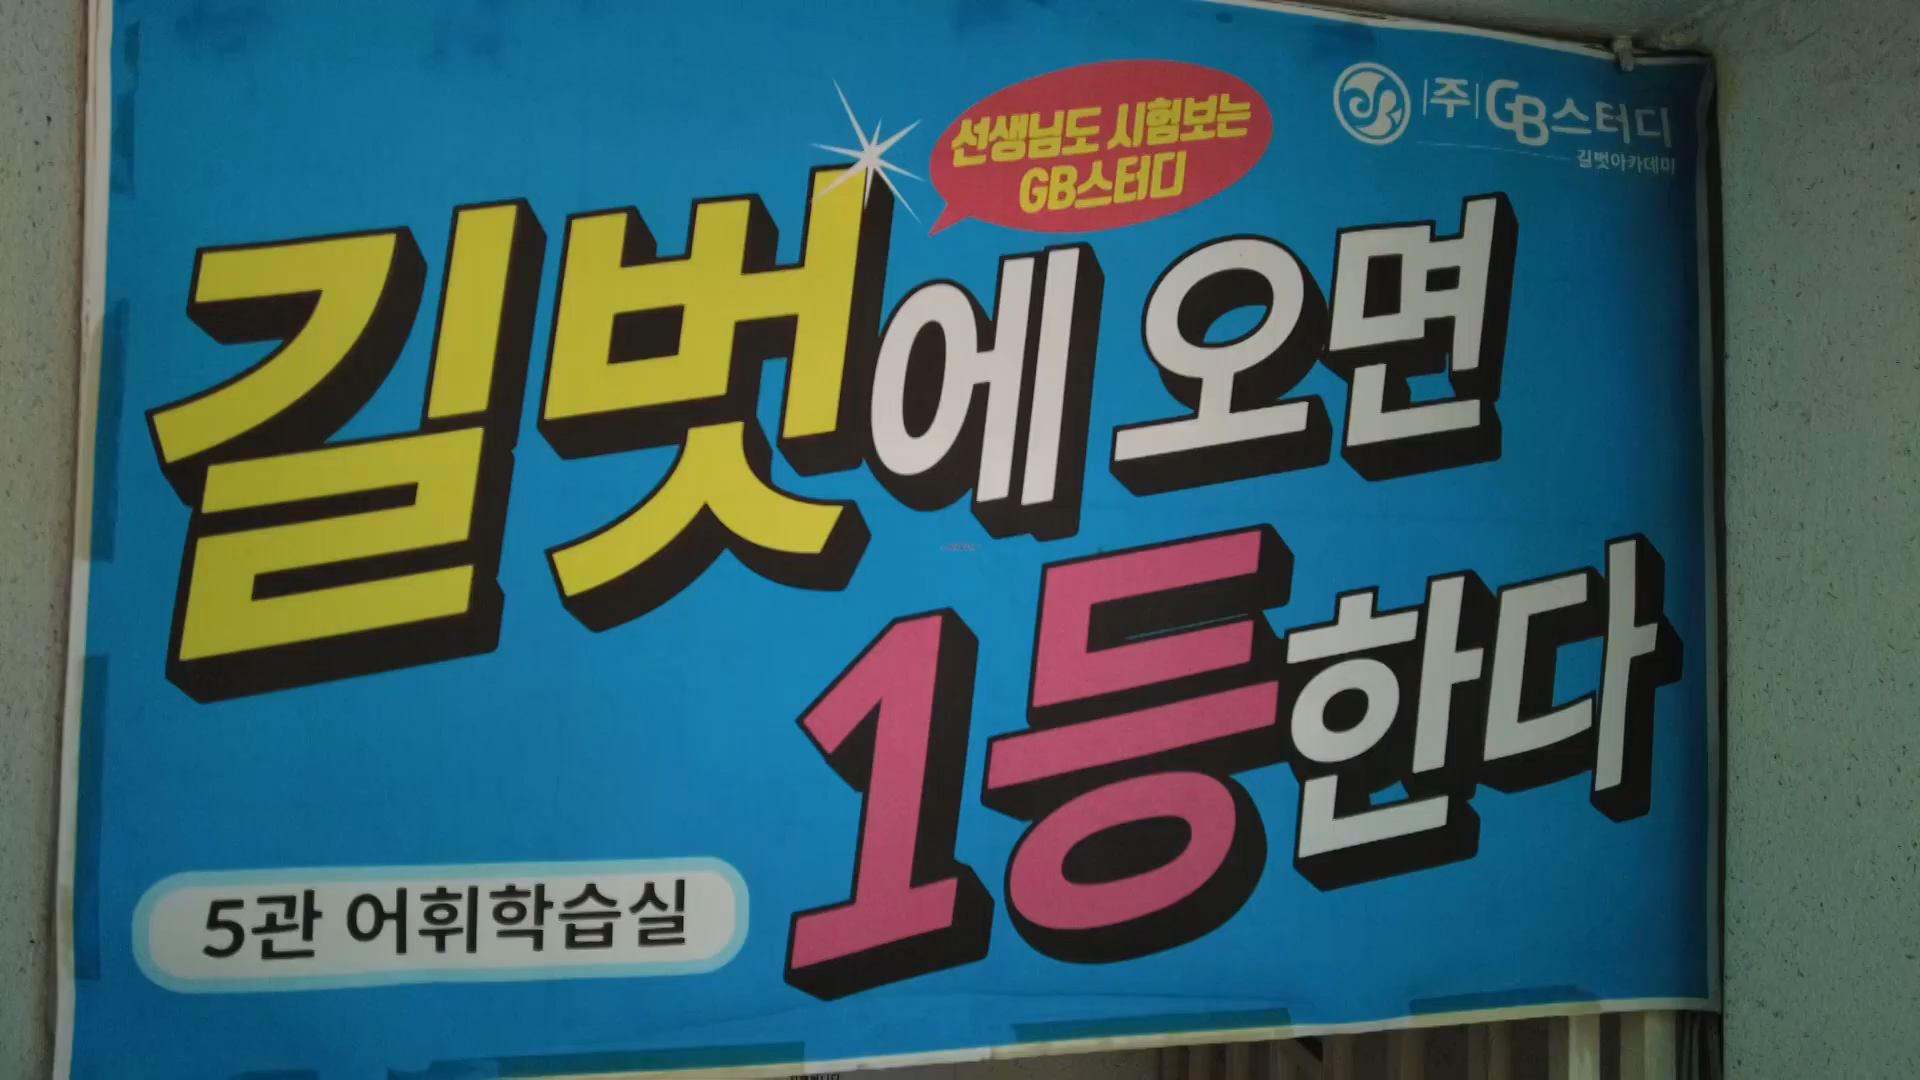 선생님도 시험보는
GB스터디
|주| GB스터디
길벗아카데미
길벗에 오면
1등한다
5관 어휘학습실